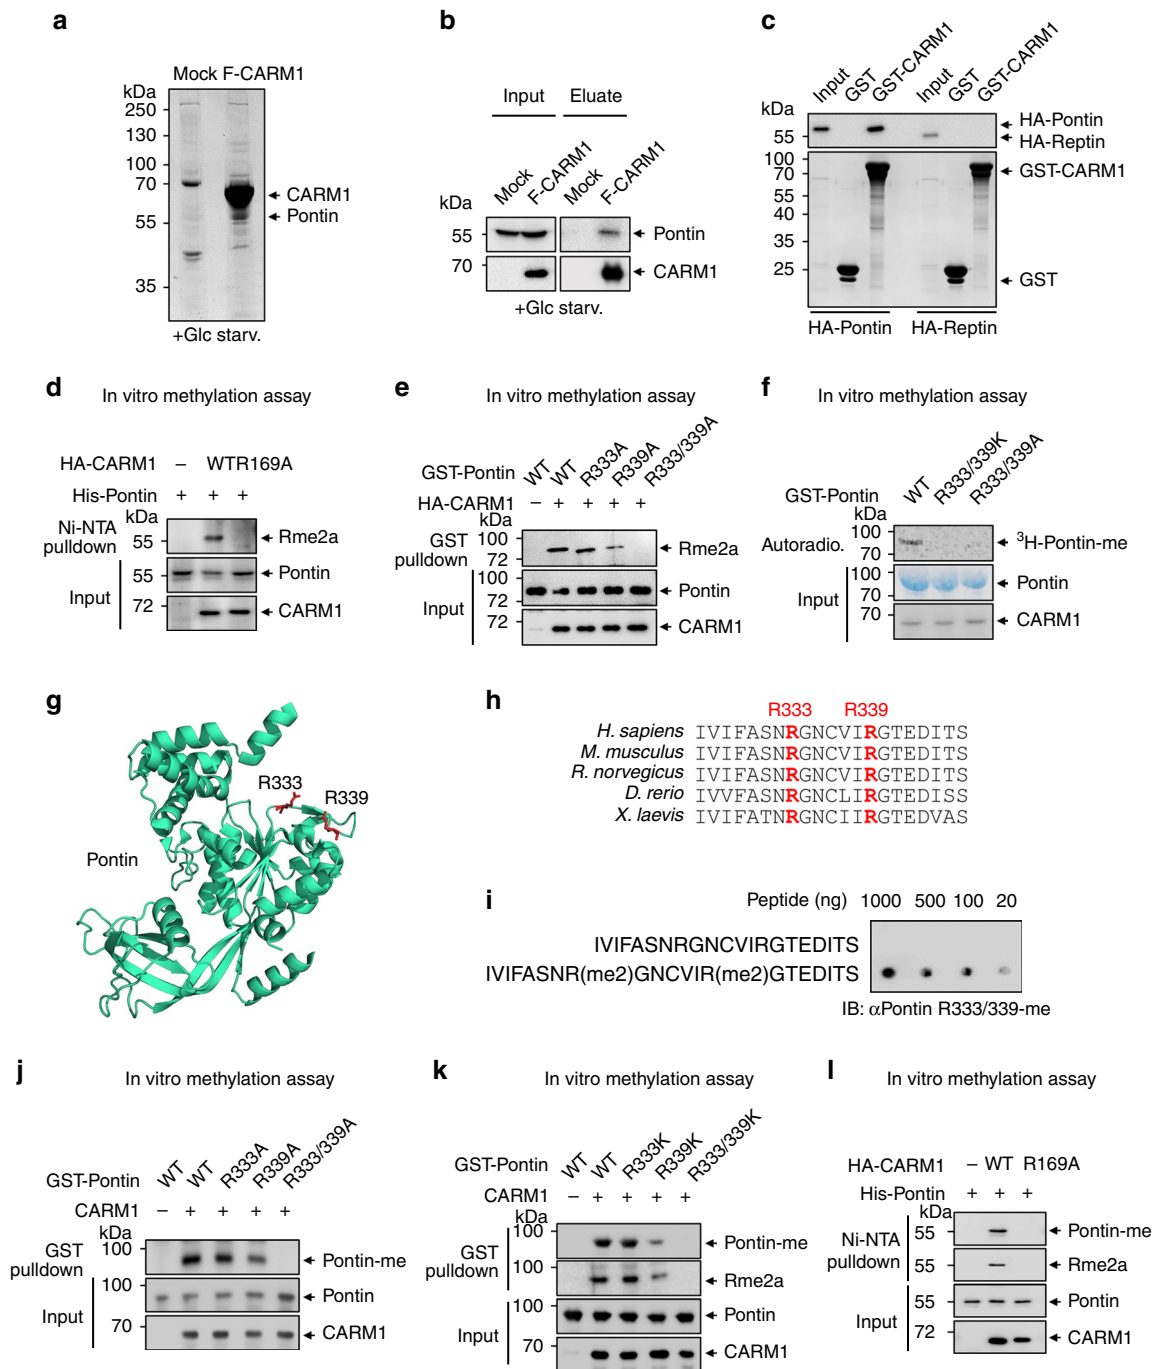 a
Mock F-CARM1
kDa
250
130
100
70
55
35
CARM1
Pontin
+Glc starv.
b
Input Eluate
Mock F-CARM1 Mock F-CARM1
kDa
55 Pontin
70 CARM1
+Glc starv.
c
Input GST GST-CARM1 Input GST GST-CARM1
kDa
55
HA-Pontin
HA-Reptin
100
70
55
40
35
25
GST-CARM1
GST
HA-Pontin HA-Reptin
d
In vitro methylation assay
HA-CARM1 – WTR169A
His-Pontin + + +
kDa
Ni-NTA pulldown 55 Rme2a
Input 55 Pontin
72 CARM1
e
In vitro methylation assay
GST-Pontin WT WT R333A R339A R333/339A
HA-CARM1 – + + + +
kDa
GST pulldown 100 72 Rme2a
Input 100 72 Pontin
72 CARM1
f
In vitro methylation assay
GST-Pontin WT R333/339K R333/339A
kDa
Autoradio. 100 70 ³H-Pontin-me
Input 100 70 Pontin
70 CARM1
g
R333
R339
Pontin
h
R333 R339
H. sapiens IVIFASNRGNCVIRGTEDITS
M. musculus IVIFASNRGNCVIRGTEDITS
R. norvegicus IVIFASNRGNCVIRGTEDITS
D. rerio IVVFASNRGNCLIRGTEDISS
X. laevis IVIFATNRGNCIIRGTEDVAS
i
Peptide (ng) 1000 500 100 20
IVIFASNRGNCVIRGTEDITS
IVIFASNR(me2)GNCVIR(me2)GTEDITS
IB: αPontin R333/339-me
j
In vitro methylation assay
GST-Pontin WT WT R333A R339A R333/339A
CARM1 – + + + +
kDa
GST pulldown 100 Pontin-me
Input 100 Pontin
70 CARM1
k
In vitro methylation assay
GST-Pontin WT WT R333K R339K R333/339K
CARM1 – + + + +
kDa
GST pulldown 100 Pontin-me
70 Rme2a
Input 100 Pontin
70 CARM1
l
In vitro methylation assay
HA-CARM1 – WT R169A
His-Pontin + + +
kDa
Ni-NTA pulldown 55 Pontin-me
55 Rme2a
Input 55 Pontin
72 CARM1